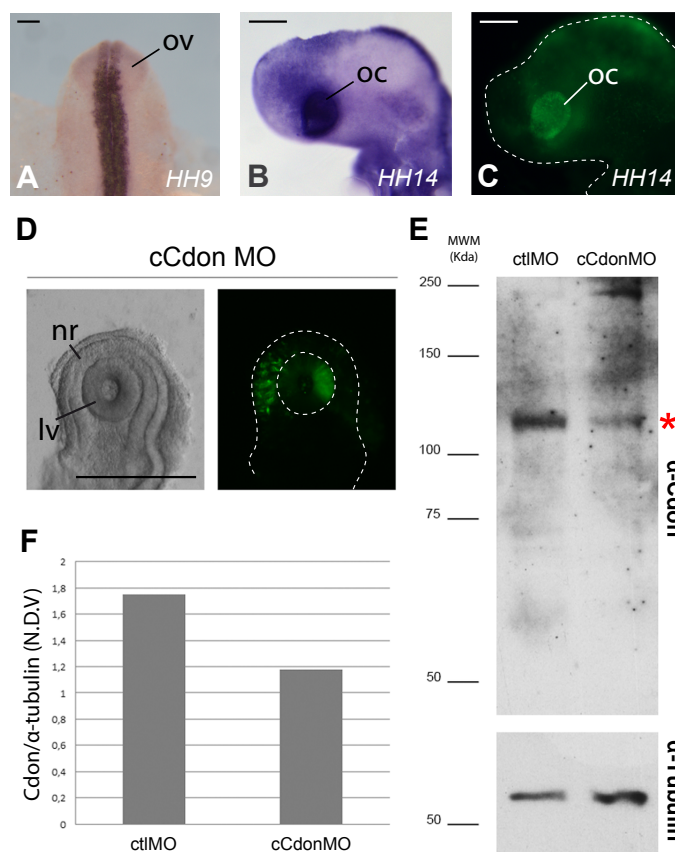 ov
A
HH9
oc
B
HH14
oc
C
HH14
D
cCdon MO
nr
lv
E
MWM
(Kda)
ctlMO
cCdonMO
250
150
*
100
75
50
50
F
Cdon/α-tubulin (N.D.V)
2
1,8
1,6
1,4
1,2
1
0,8
0,6
0,4
0,2
0
ctlMO
cCdonMO